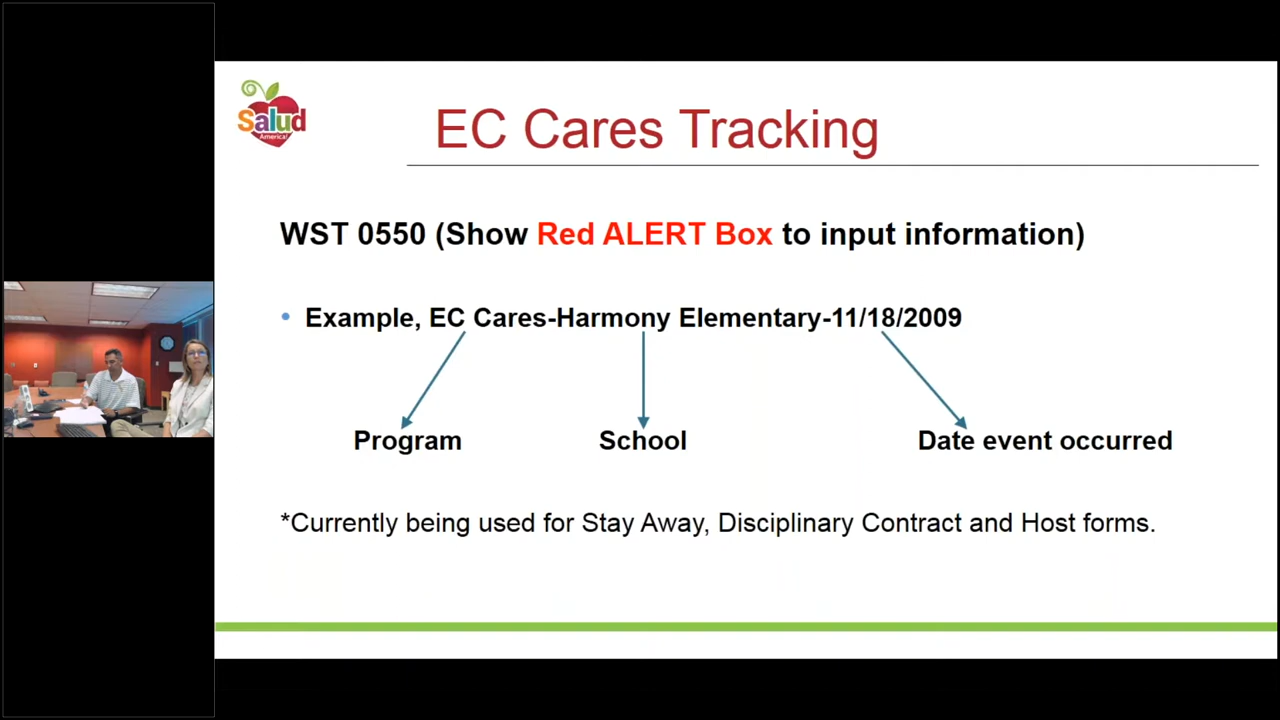 Salud
America!
EC Cares Tracking
WST 0550 (Show Red ALERT Box to input information)
• Example, EC Cares-Harmony Elementary-11/18/2009
Program School Date event occurred
*Currently being used for Stay Away, Disciplinary Contract and Host forms.